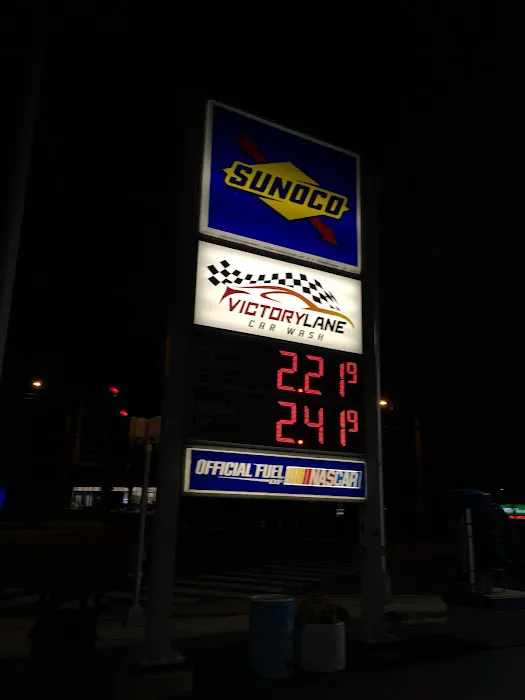 SUNOCO
VICTORYLANE
CAR WASH
2.21 9
2.41 9
OFFICIAL FUEL
OF NASCAR